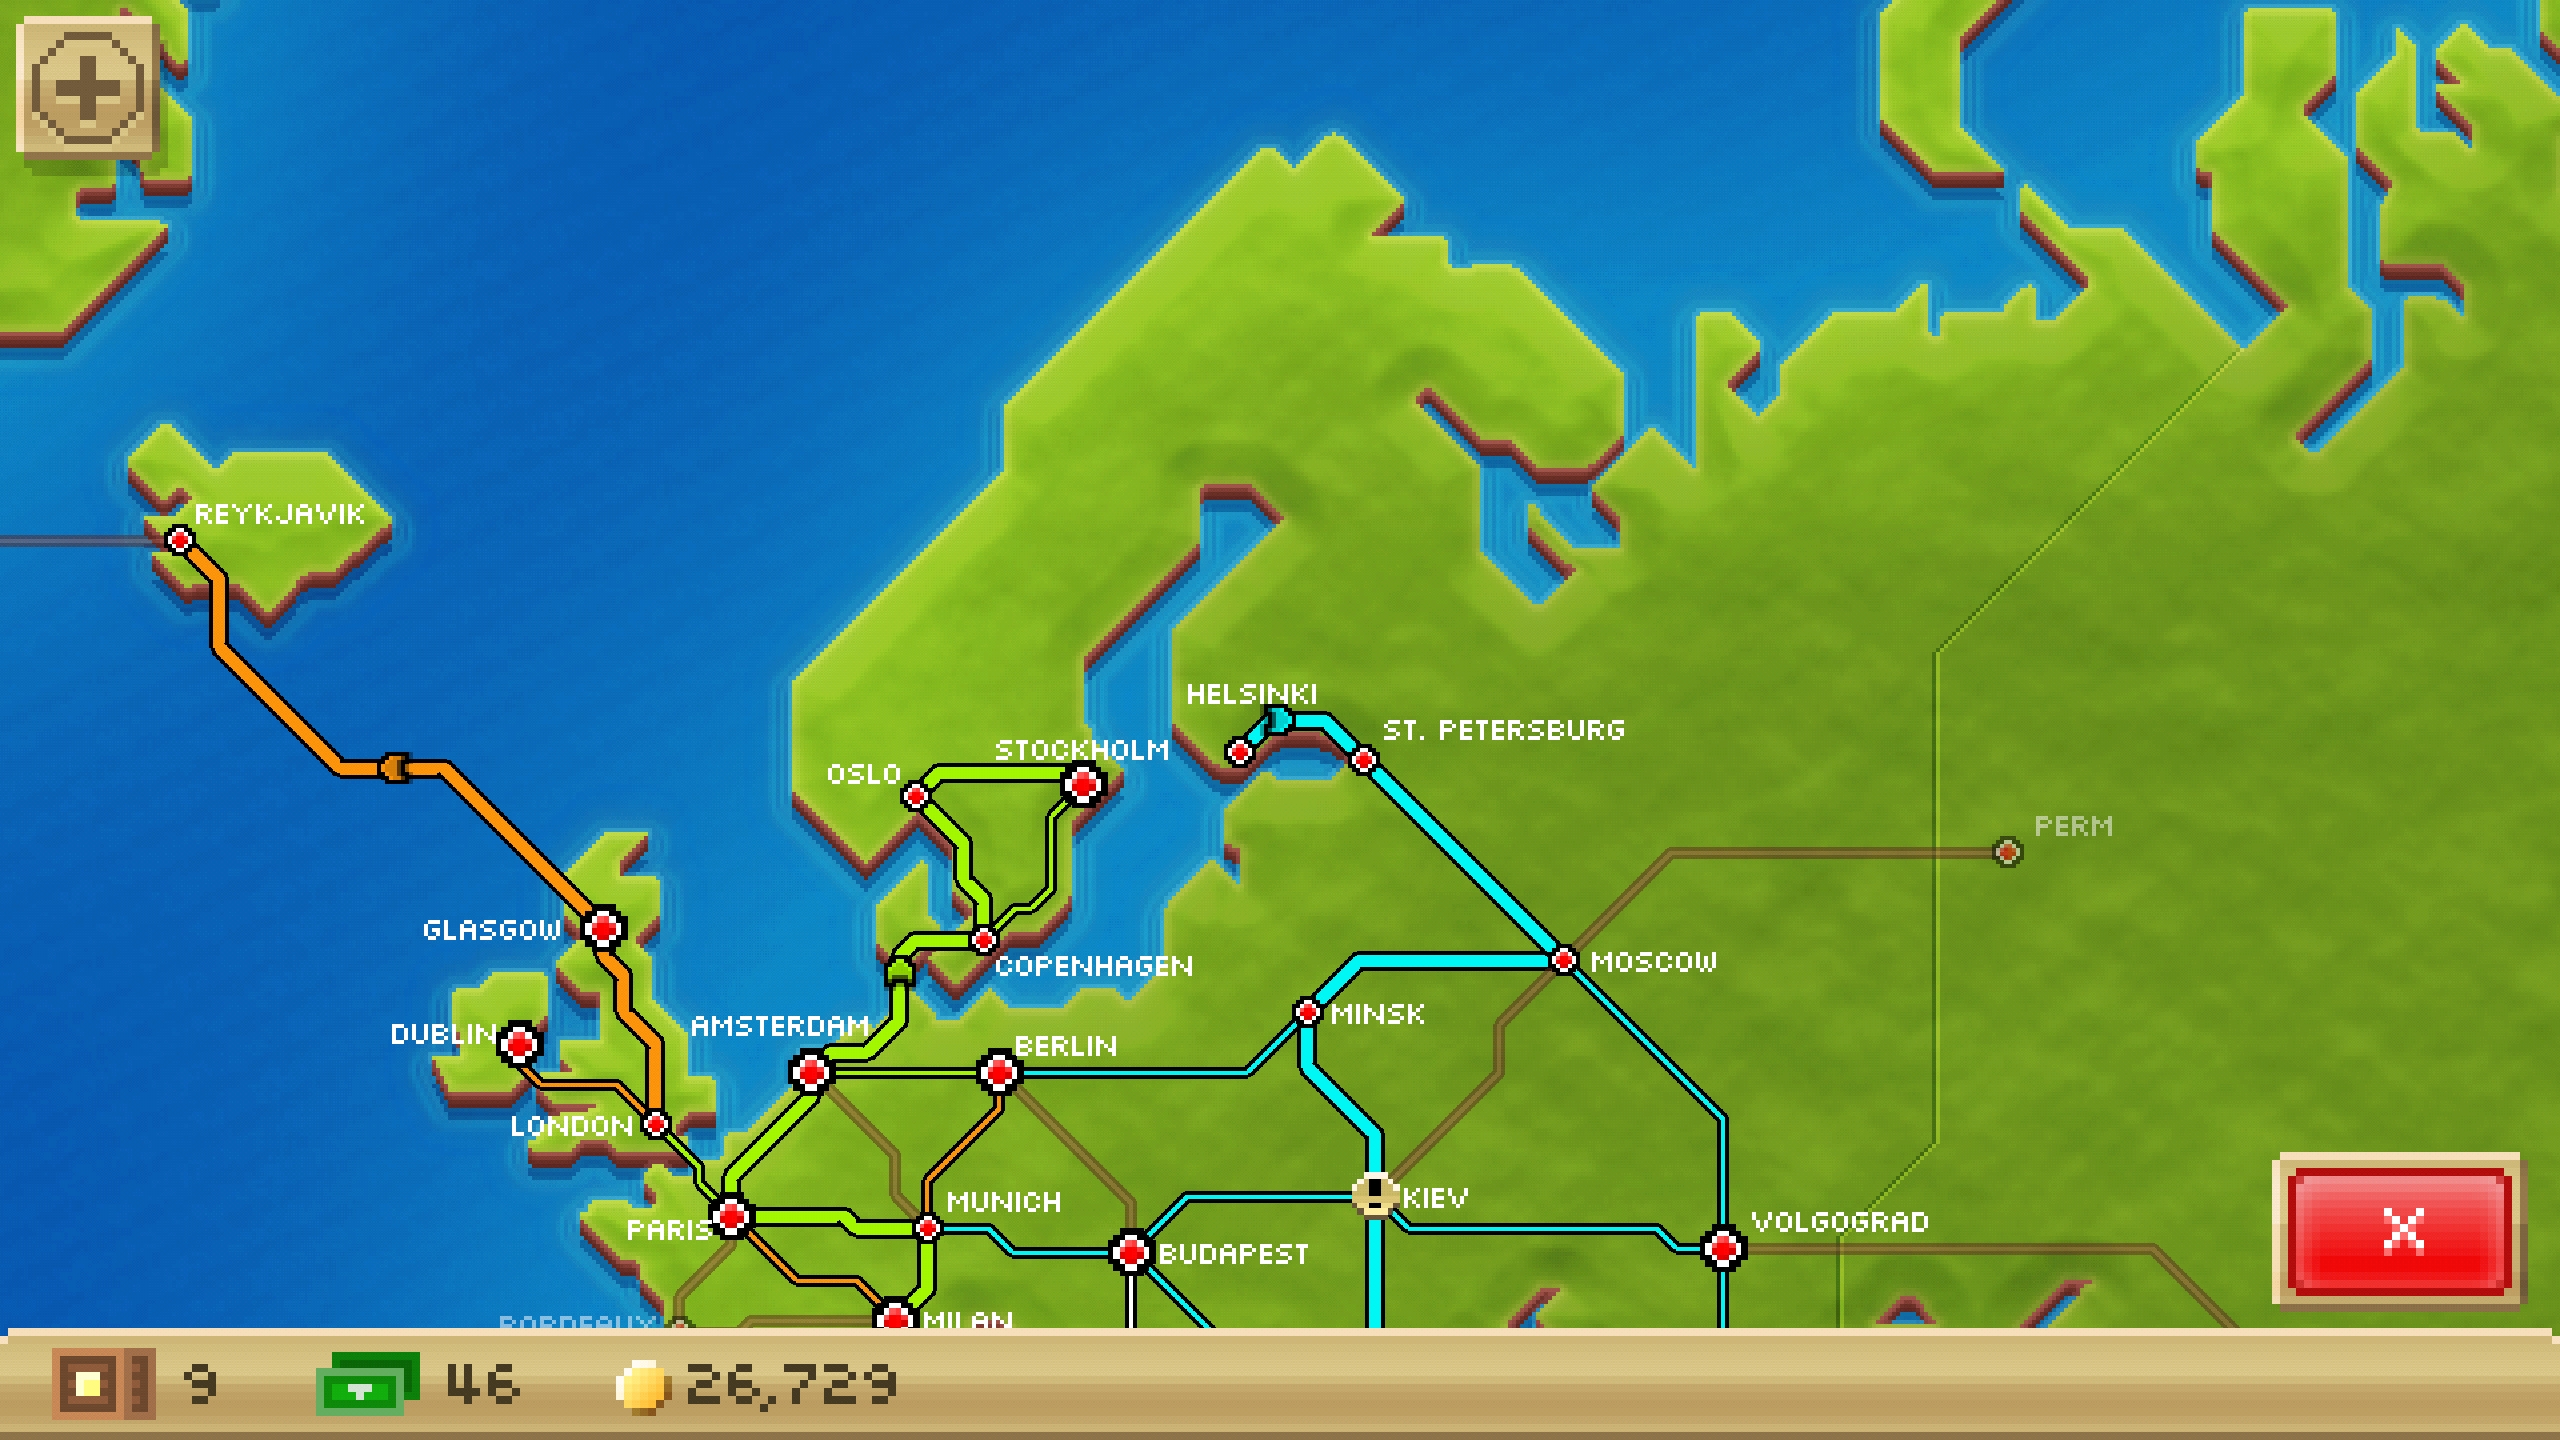 REYKJAVIK
HELSINKI
ST. PETERSBURG
STOCKHOLM
OSLO
PERM
GLASGOW
COPENHAGEN
MOSCOW
MINSK
AMSTERDAM
DUBLIN
BERLIN
LONDON
MUNICH
KIEV
PARIS
VOLGOGRAD
BUDAPEST
BORDEAUX
MILAN
X
9
46
26,729